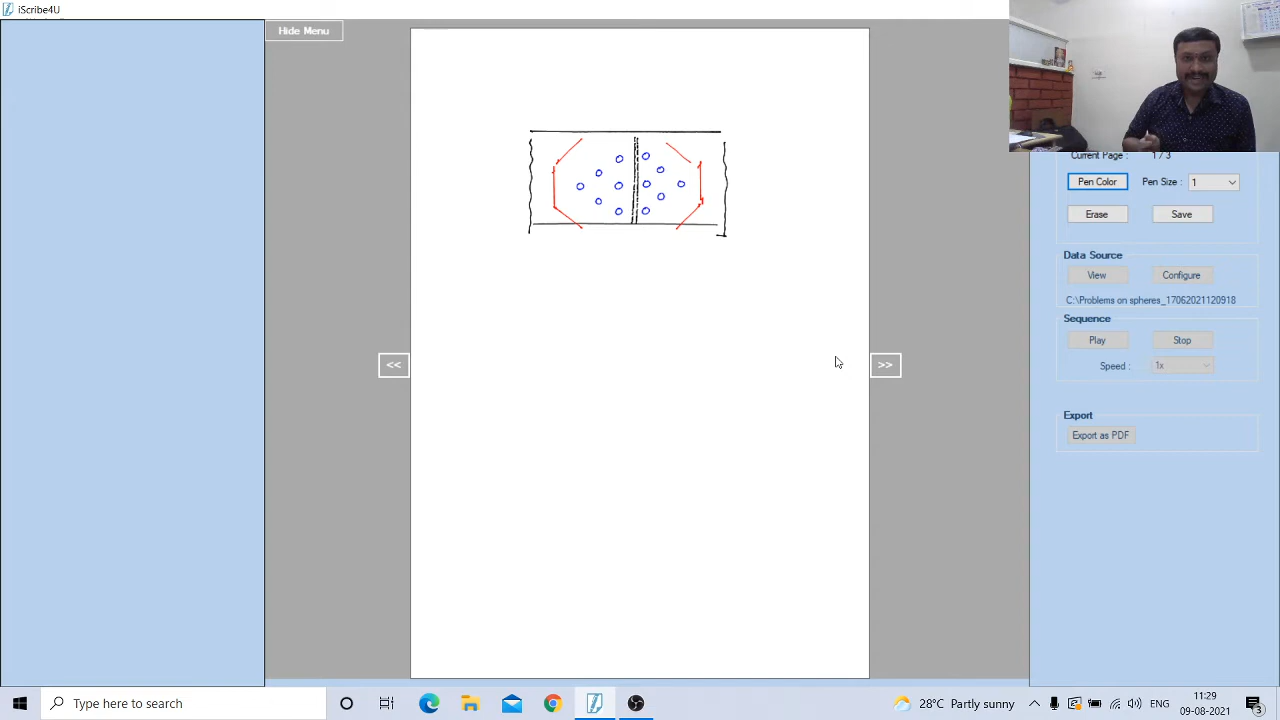 iScribe4U
Hide Menu
Current Page : 1 / 3
Pen Color
Pen Size : 1
Erase
Save
Data Source
View
Configure
C:\Problems on spheres_17062021120918
Sequence
Play
Stop
Speed : 1x
<<
>>
Export
Export as PDF
Type here to search
28°C Partly sunny
ENG
11:29
09-08-2021
3